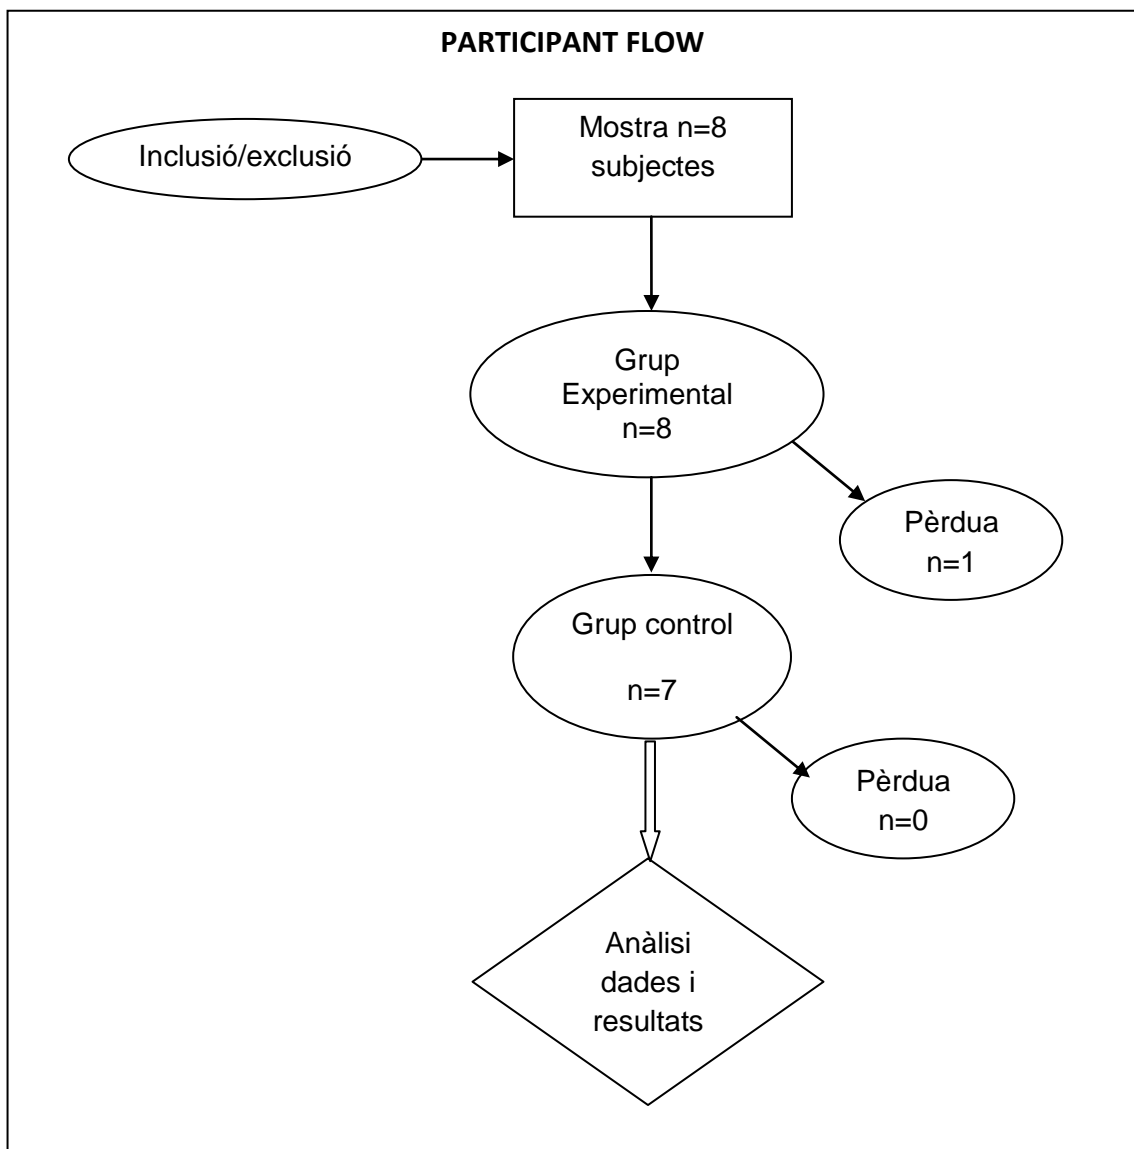 PARTICIPANT FLOW
Inclusió/exclusió
Mostra n=8
subjectes
Grup
Experimental
n=8
Pèrdua
n=1
Grup control
n=7
Pèrdua
n=0
Anàlisi
dades i
resultats